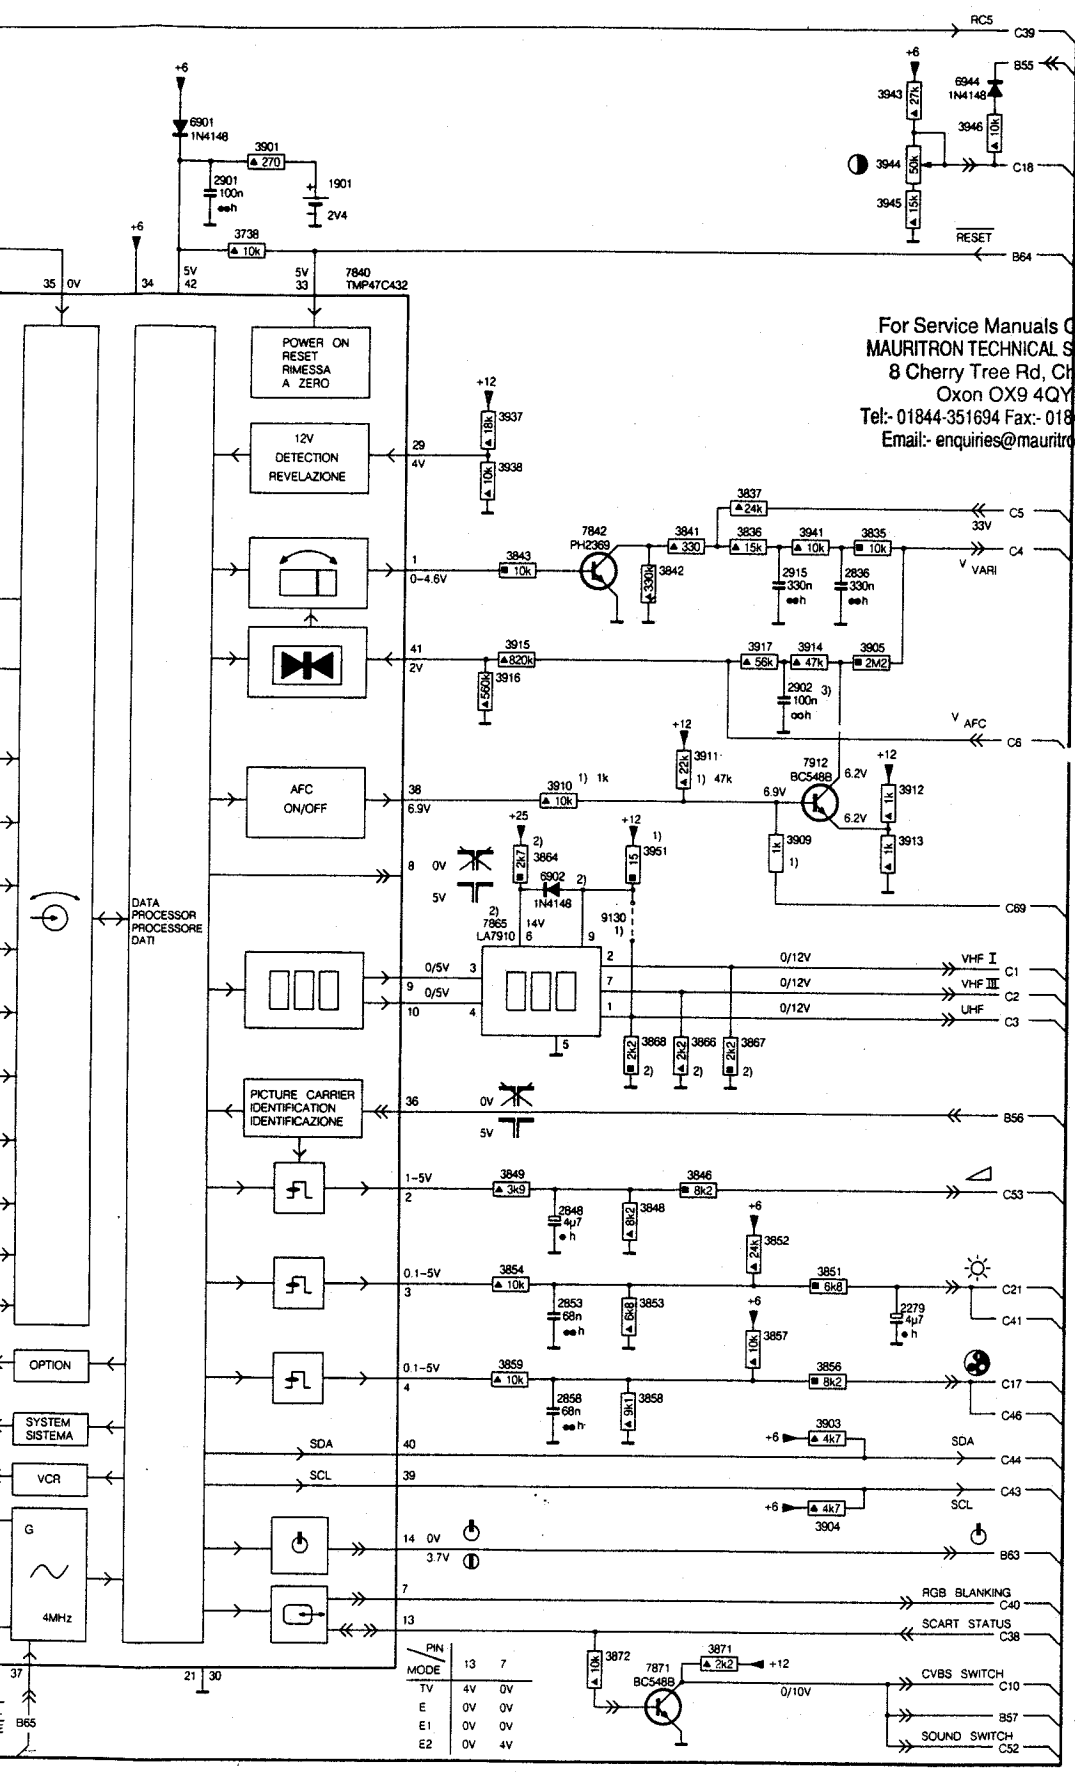 RC5
C39
+6
B55
+6
6944
1N4148
3943
27k
3946
10k
6901
1N4148
3901
270
3944
50k
C18
2901
100n
1901
2V4
3945
15k
+6
3738
10k
RESET
B64
35 0V
34
5V
42
5V
33
7840
TMP47C432
POWER ON
RESET
RIMESSA
A ZERO
For Service Manuals C
MAURITRON TECHNICAL S
8 Cherry Tree Rd, Ch
Oxon OX9 4QY
Tel:- 01844-351694 Fax:- 018
Email:- enquiries@mauritro
+12
3937
18k
12V
DETECTION
REVELAZIONE
29
4V
3938
10k
3837
24k
C5
33V
7842
PH2369
3841
330
3836
15k
3941
10k
3835
10k
C4
V VARI
1
0-4.6V
3843
10k
3842
330k
2915
330n
h
2836
330n
h
41
2V
3915
820k
3916
560k
3917
56k
3914
47k
3905
2M2
2902
100n
h
3)
V AFC
C6
+12
3911
22k
1) 47k
7912
BC548B
6.2V
+12
AFC
ON/OFF
38
6.9V
3910
10k
1) 1k
6.9V
6.2V
3912
1k
3913
1k
+25
2)
3864
2k7
+12
1)
3951
15
3909
1k
1)
8 0V
5V
6902
1N4148
2)
C69
DATA
PROCESSOR
PROCESSORE
DATI
2)
7865
LA7910
14V
6
9
9130
1)
0/5V
3
9
0/5V
10
4
2
0/12V
VHF I
C1
7
0/12V
VHF III
C2
1
0/12V
UHF
C3
5
3868
2k2
2)
3866
2k2
2)
3867
2k2
2)
PICTURE CARRIER
IDENTIFICATION
IDENTIFICAZIONE
36
0V
5V
B56
1-5V
2
3849
3k9
3846
8k2
C53
2848
4µ7
h
3848
8k2
+6
3852
24k
0.1-5V
3
3854
10k
3851
6k8
C21
2853
68n
h
3853
6k8
+6
2279
4µ7
h
C41
3857
10k
OPTION
0.1-5V
4
3859
10k
3856
8k2
C17
2858
68n
h
3858
9k1
C46
SYSTEM
SISTEMA
3903
+6
4k7
SDA
40
SDA
C44
VCR
SCL
39
C43
SCL
+6
4k7
3904
G
4MHz
14 0V
3.7V
B63
7
RGB BLANKING
C40
13
SCART STATUS
C38
37
21 30
B65
PIN
MODE
13 7
TV 4V 0V
E 0V 0V
E1 0V 0V
E2 0V 4V
3872
10k
7871
BC548B
3871
2k2
+12
0/10V
CVBS SWITCH
C10
B57
SOUND SWITCH
C52